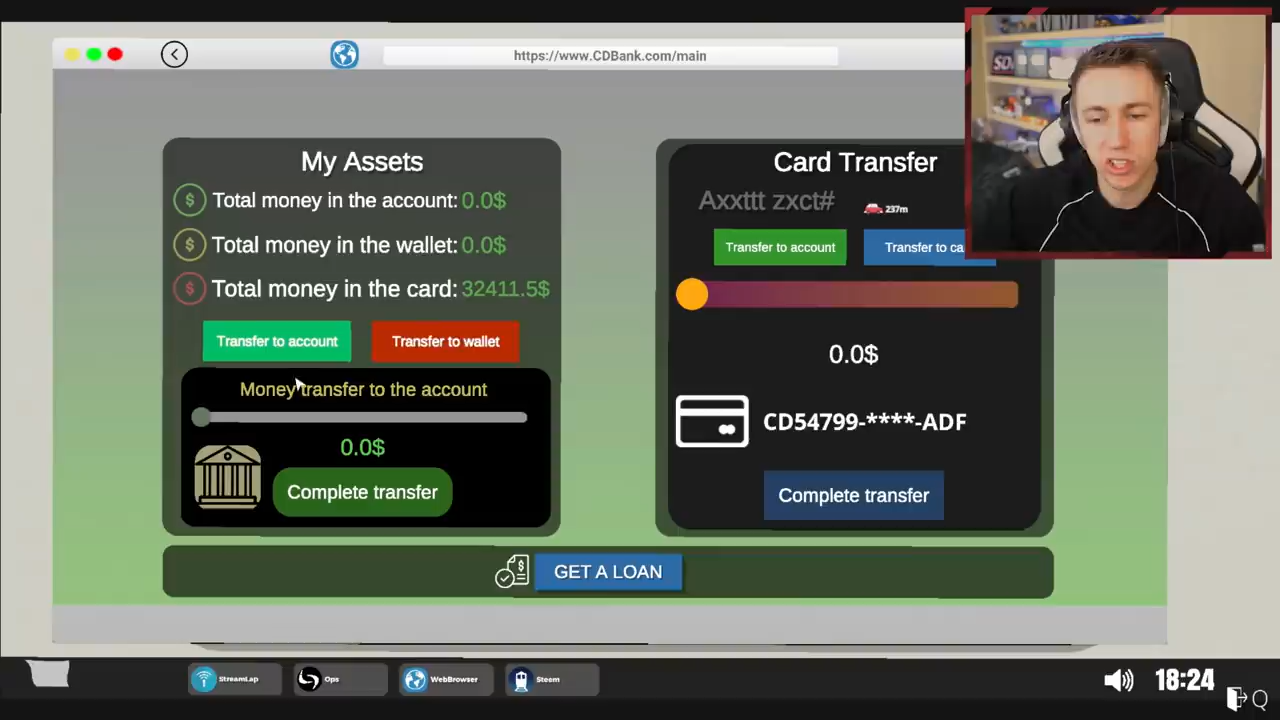 https://www.CDBank.com/main
My Assets
Total money in the account: 0.0$
Total money in the wallet: 0.0$
Total money in the card: 32411.5$
Transfer to account
Transfer to wallet
Money transfer to the account
0.0$
Complete transfer
Card Transfer
Axxttt zxct#
237m
Transfer to account
Transfer to ca
0.0$
CD54799-****-ADF
Complete transfer
GET A LOAN
StreamLap
Ops
WebBrowser
Steem
18:24
Q